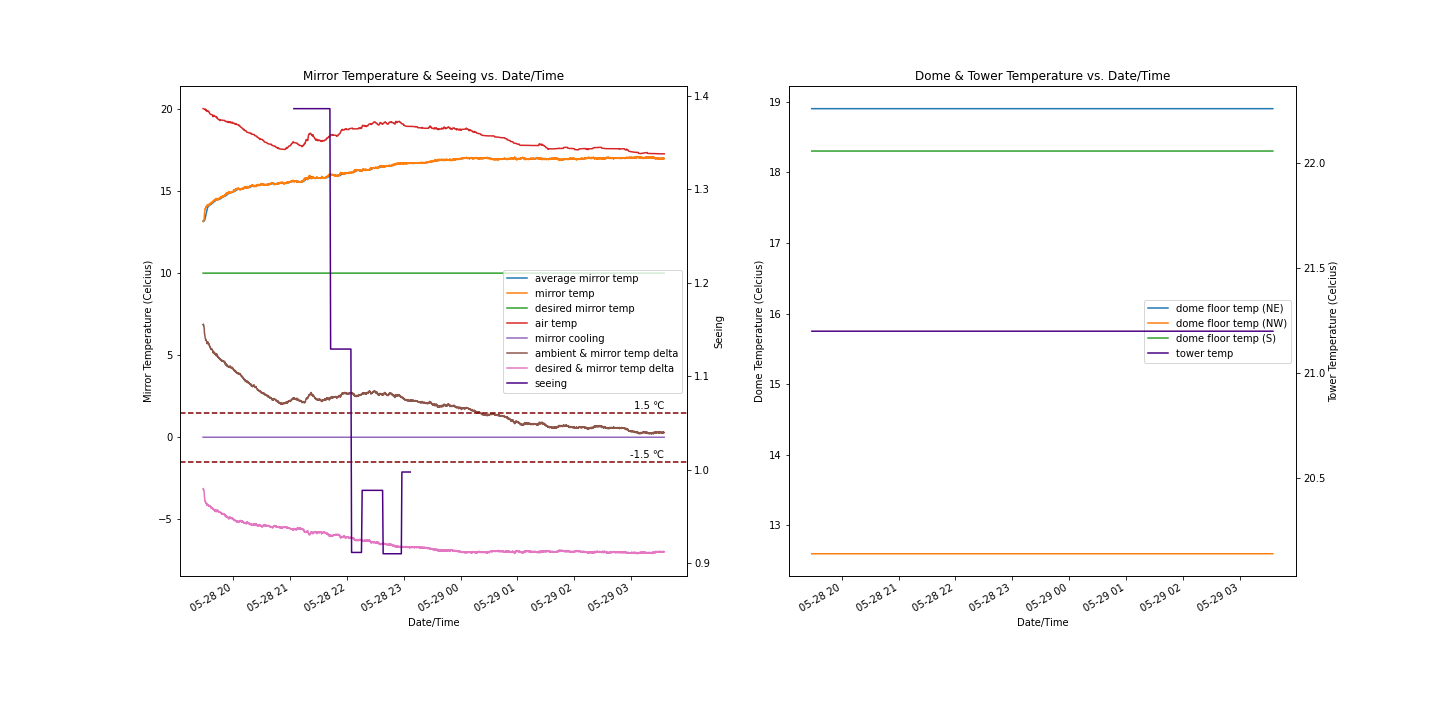 Mirror Temperature & Seeing vs. Date/Time
Mirror Temperature (Celcius)
20
15
10
5
0
−5
1.4
1.3
1.2
1.1
1.0
0.9
Seeing
average mirror temp
mirror temp
desired mirror temp
air temp
mirror cooling
ambient & mirror temp delta
desired & mirror temp delta
seeing
1.5 °C
-1.5 °C
05-28 20
05-28 21
05-28 22
05-28 23
05-29 00
05-29 01
05-29 02
05-29 03
Date/Time
Dome & Tower Temperature vs. Date/Time
Dome Temperature (Celcius)
19
18
17
16
15
14
13
22.0
21.5
21.0
20.5
Tower Temperature (Celcius)
dome floor temp (NE)
dome floor temp (NW)
dome floor temp (S)
tower temp
05-28 20
05-28 21
05-28 22
05-28 23
05-29 00
05-29 01
05-29 02
05-29 03
Date/Time